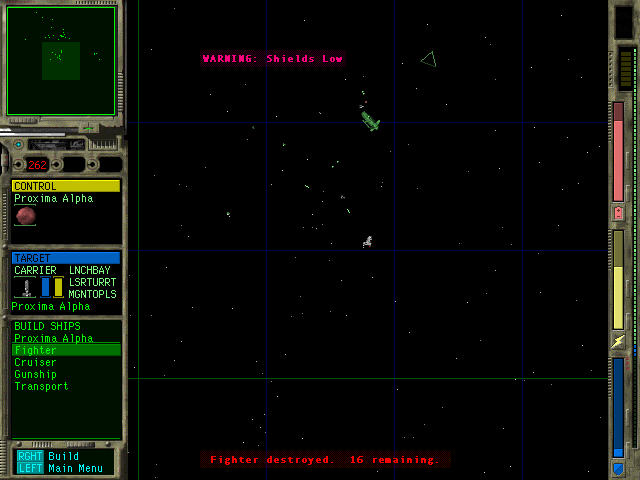 WARNING: Shields Low
262
CONTROL
Proxima Alpha
TARGET
CARRIER LNCHBAY
LSRTURRT
MGNTOPLS
Proxima Alpha
BUILD SHIPS
Proxima Alpha
Fighter
Cruiser
Gunship
Transport
RGHT Build
LEFT Main Menu
Fighter destroyed. 16 remaining.